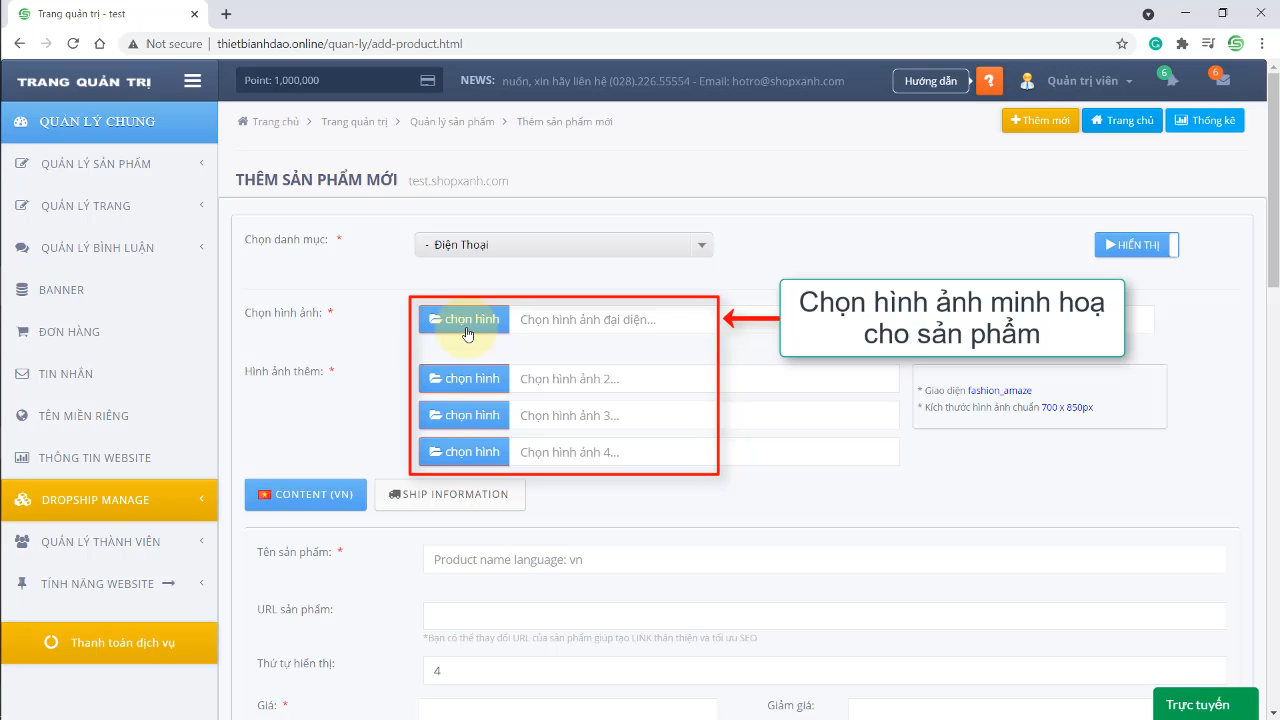 Trang quản trị - test
Not secure
thietbianhdao.online/quan-ly/add-product.html
TRANG QUẢN TRỊ
Point: 1,000,000
NEWS:
nuốn, xin hãy liên hệ (028).226.55554 - Email: hotro@shopxanh.com
Hướng dẫn
?
Quản trị viên
6
6
QUẢN LÝ CHUNG
Trang chủ
Trang quản trị
Quản lý sản phẩm
Thêm sản phẩm mới
Thêm mới
Trang chủ
Thống kê
QUẢN LÝ SẢN PHẨM
QUẢN LÝ TRANG
QUẢN LÝ BÌNH LUẬN
BANNER
ĐƠN HÀNG
TIN NHẮN
TÊN MIỀN RIÊNG
THÔNG TIN WEBSITE
DROPSHIP MANAGE
QUẢN LÝ THÀNH VIÊN
TÍNH NĂNG WEBSITE
Thanh toán dịch vụ
THÊM SẢN PHẨM MỚI test.shopxanh.com
Chọn danh mục: *
- Điện Thoại
HIỂN THỊ
Chọn hình ảnh: *
chọn hình
Chọn hình ảnh đại diện...
Chọn hình ảnh minh hoạ
cho sản phẩm
Hình ảnh thêm: *
chọn hình
Chọn hình ảnh 2...
chọn hình
Chọn hình ảnh 3...
chọn hình
Chọn hình ảnh 4...
* Giao diện fashion_amaze
* Kích thước hình ảnh chuẩn 700 x 850px
CONTENT (VN)
SHIP INFORMATION
Tên sản phẩm: *
Product name language: vn
URL sản phẩm:
*Bạn có thể thay đổi URL của sản phẩm giúp tạo LINK thân thiện và tối ưu SEO
Thứ tự hiển thị:
4
Giá: *
Giảm giá:
Trực tuyến